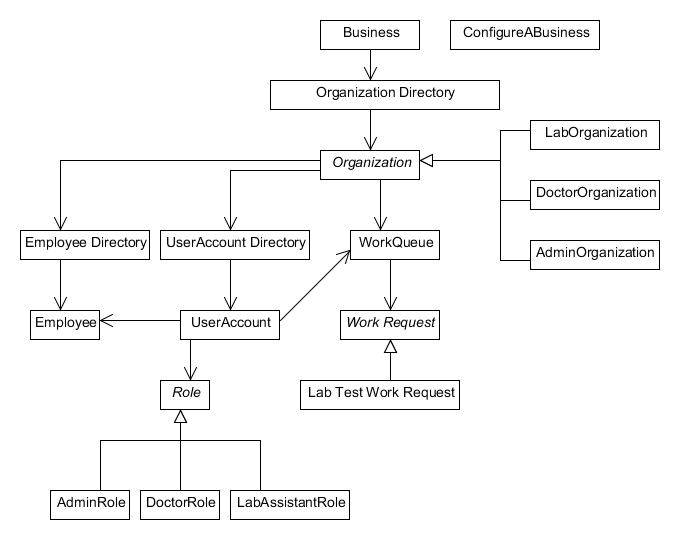 Business
ConfigureABusiness
Organization Directory
LabOrganization
Organization
DoctorOrganization
Employee Directory
UserAccount Directory
WorkQueue
AdminOrganization
Employee
UserAccount
Work Request
Role
Lab Test Work Request
AdminRole
DoctorRole
LabAssistantRole